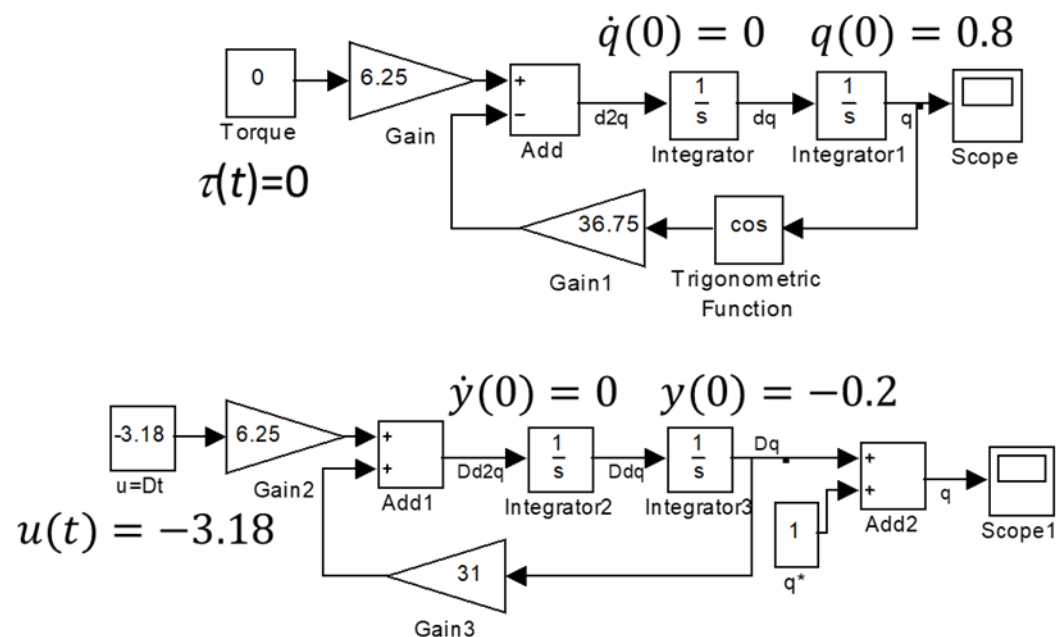 q̇(0) = 0 q(0) = 0.8
0 6.25 + − 1/s 1/s
d2q dq q
Torque Gain Add Integrator Integrator1 Scope
τ(t)=0
36.75 cos
Gain1 Trigonometric
Function
ẏ(0) = 0 y(0) = −0.2
-3.18 6.25 + + 1/s 1/s Dq + +
Dd2q Ddq q
u=Dt Gain2 Add1 Integrator2 Integrator3 Add2 Scope1
u(t) = −3.18
1
q*
31
Gain3